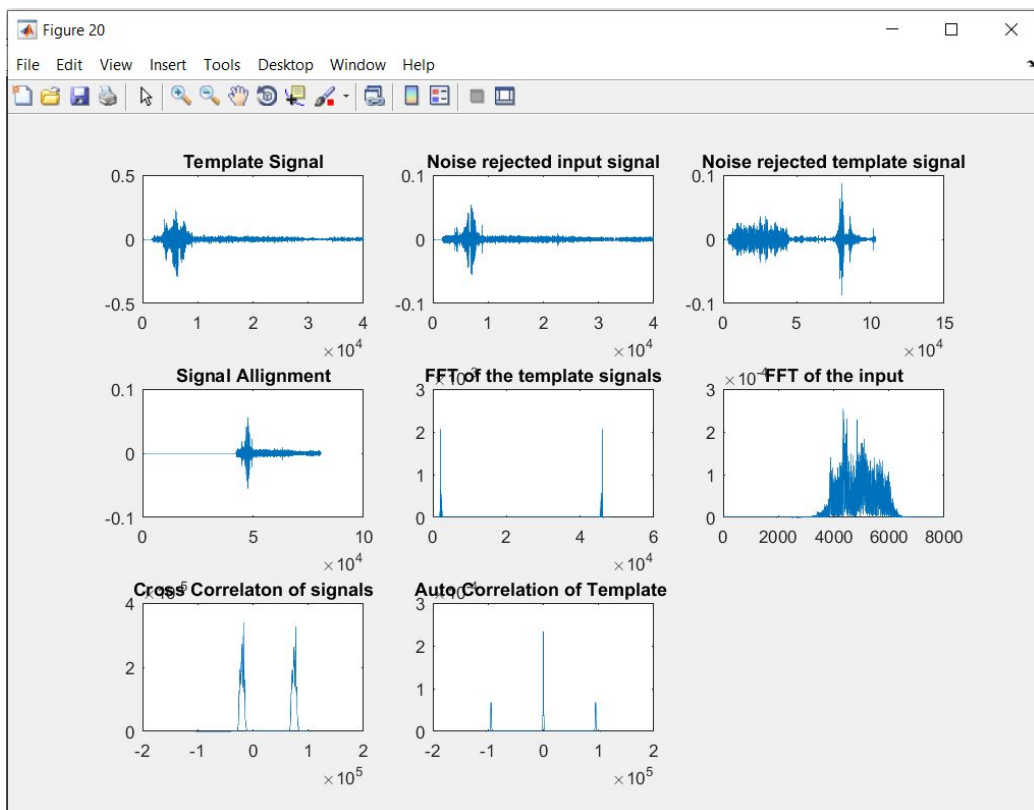 Figure 20
File Edit View Insert Tools Desktop Window Help
Template Signal
0.5
0
-0.5
0 1 2 3 4
×10^4
Noise rejected input signal
0.1
0
-0.1
0 1 2 3 4
×10^4
Noise rejected template signal
0.1
0
-0.1
0 5 10 15
×10^4
Signal Allignment
0.1
0
-0.1
0 5 10
×10^4
FFT of the template signals
×10^-3
3
2
1
0
0 2 4 6
×10^4
FFT of the input
×10^-4
3
2
1
0
0 2000 4000 6000 8000
Cross Correlaton of signals
4
2
0
-2 -1 0 1 2
×10^5
Auto Correlation of Template
3
2
1
0
-2 -1 0 1 2
×10^5